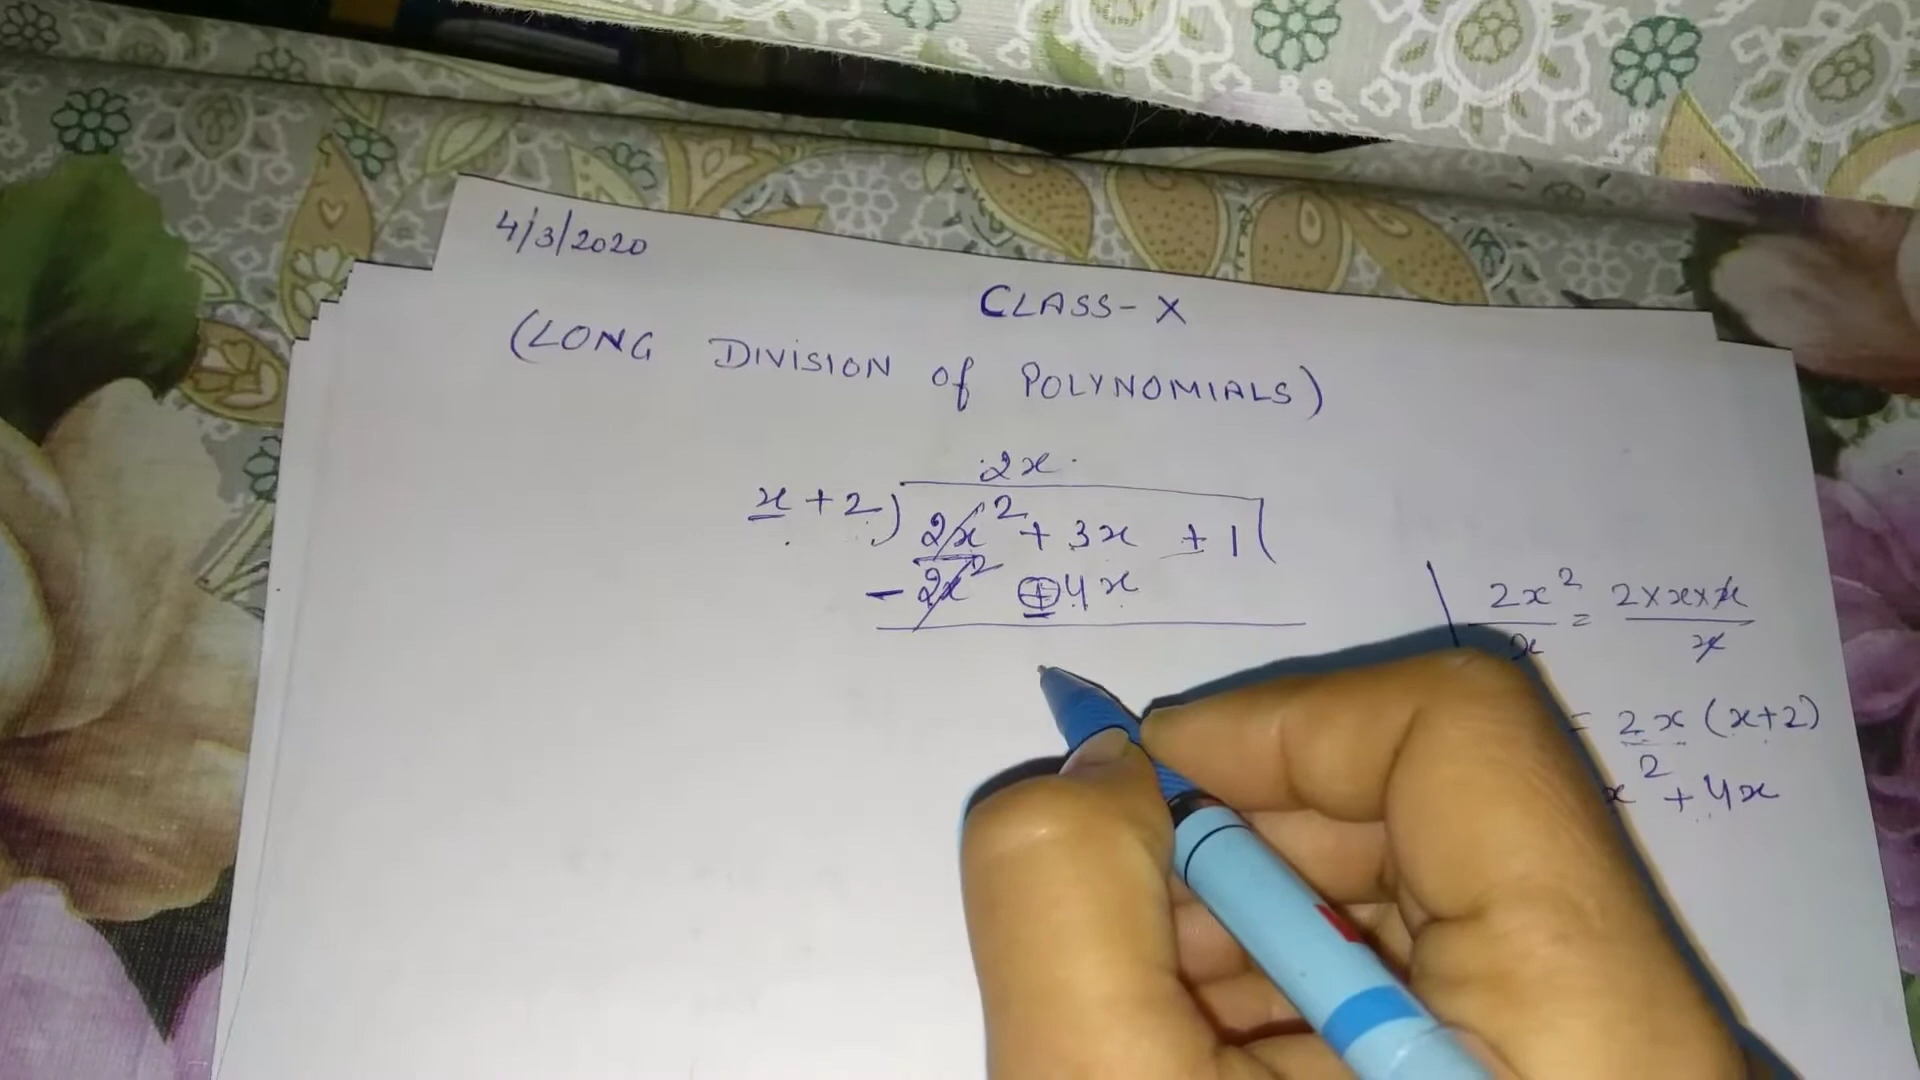 4/3/2020
CLASS-X
(LONG DIVISION of POLYNOMIALS)
2x
x + 2) 2x² + 3x + 1(
- 2x² + 4x
2x²/x = 2×x×x/x
= 2x (x+2)
x² + 4x